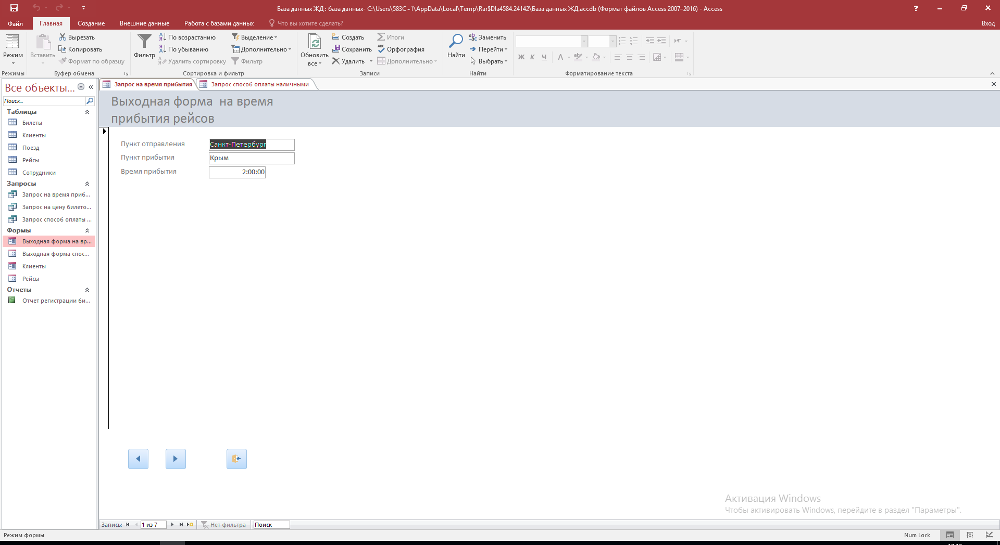 База данных ЖД : база данных- C:\Users\583C~1\AppData\Local\Temp\Rar$DIa4584.24142\База данных ЖД.accdb (Формат файлов Access 2007–2016) - Access
Файл Главная Создание Внешние данные Работа с базами данных Что вы хотите сделать? Вход
Режим
Режимы
Вставить
Вырезать
Копировать
Формат по образцу
Буфер обмена
Фильтр
По возрастанию
По убыванию
Удалить сортировку
Выделение
Дополнительно
Фильтр
Сортировка и фильтр
Обновить
все
Создать
Сохранить
Удалить
Итоги
Орфография
Дополнительно
Записи
Найти
Заменить
Перейти
Выбрать
Найти
Ж К Ч
Форматирование текста
Все объекты...
Поиск...
Таблицы
Билеты
Клиенты
Поезд
Рейсы
Сотрудники
Запросы
Запрос на время приб...
Запрос на цену билето...
Запрос способ оплаты ...
Формы
Выходная форма на вр...
Выходная форма спос...
Клиенты
Рейсы
Отчеты
Отчет регистрации би...
Запрос на время прибытия
Запрос способ оплаты наличными
Выходная форма на время
прибытия рейсов
Пункт отправления Санкт-Петербург
Пункт прибытия Крым
Время прибытия 2:00:00
Активация Windows
Чтобы активировать Windows, перейдите в раздел "Параметры".
Запись: 1 из 7 Нет фильтра Поиск
Режим формы
Num Lock